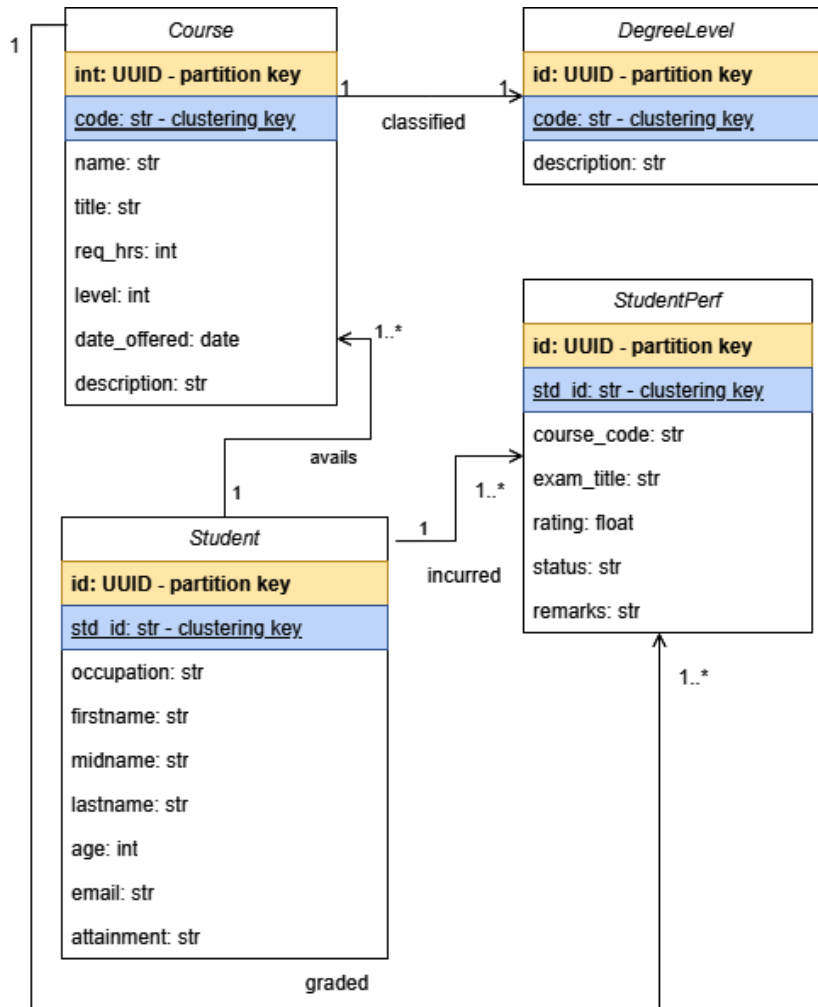 Course
int: UUID - partition key
code: str - clustering key
name: str
title: str
req_hrs: int
level: int
date_offered: date
description: str
1
1
1
classified
DegreeLevel
id: UUID - partition key
code: str - clustering key
description: str
StudentPerf
id: UUID - partition key
std_id: str - clustering key
course_code: str
exam_title: str
rating: float
status: str
remarks: str
1..*
avails
1
1
1..*
incurred
Student
id: UUID - partition key
std_id: str - clustering key
occupation: str
firstname: str
midname: str
lastname: str
age: int
email: str
attainment: str
1..*
graded